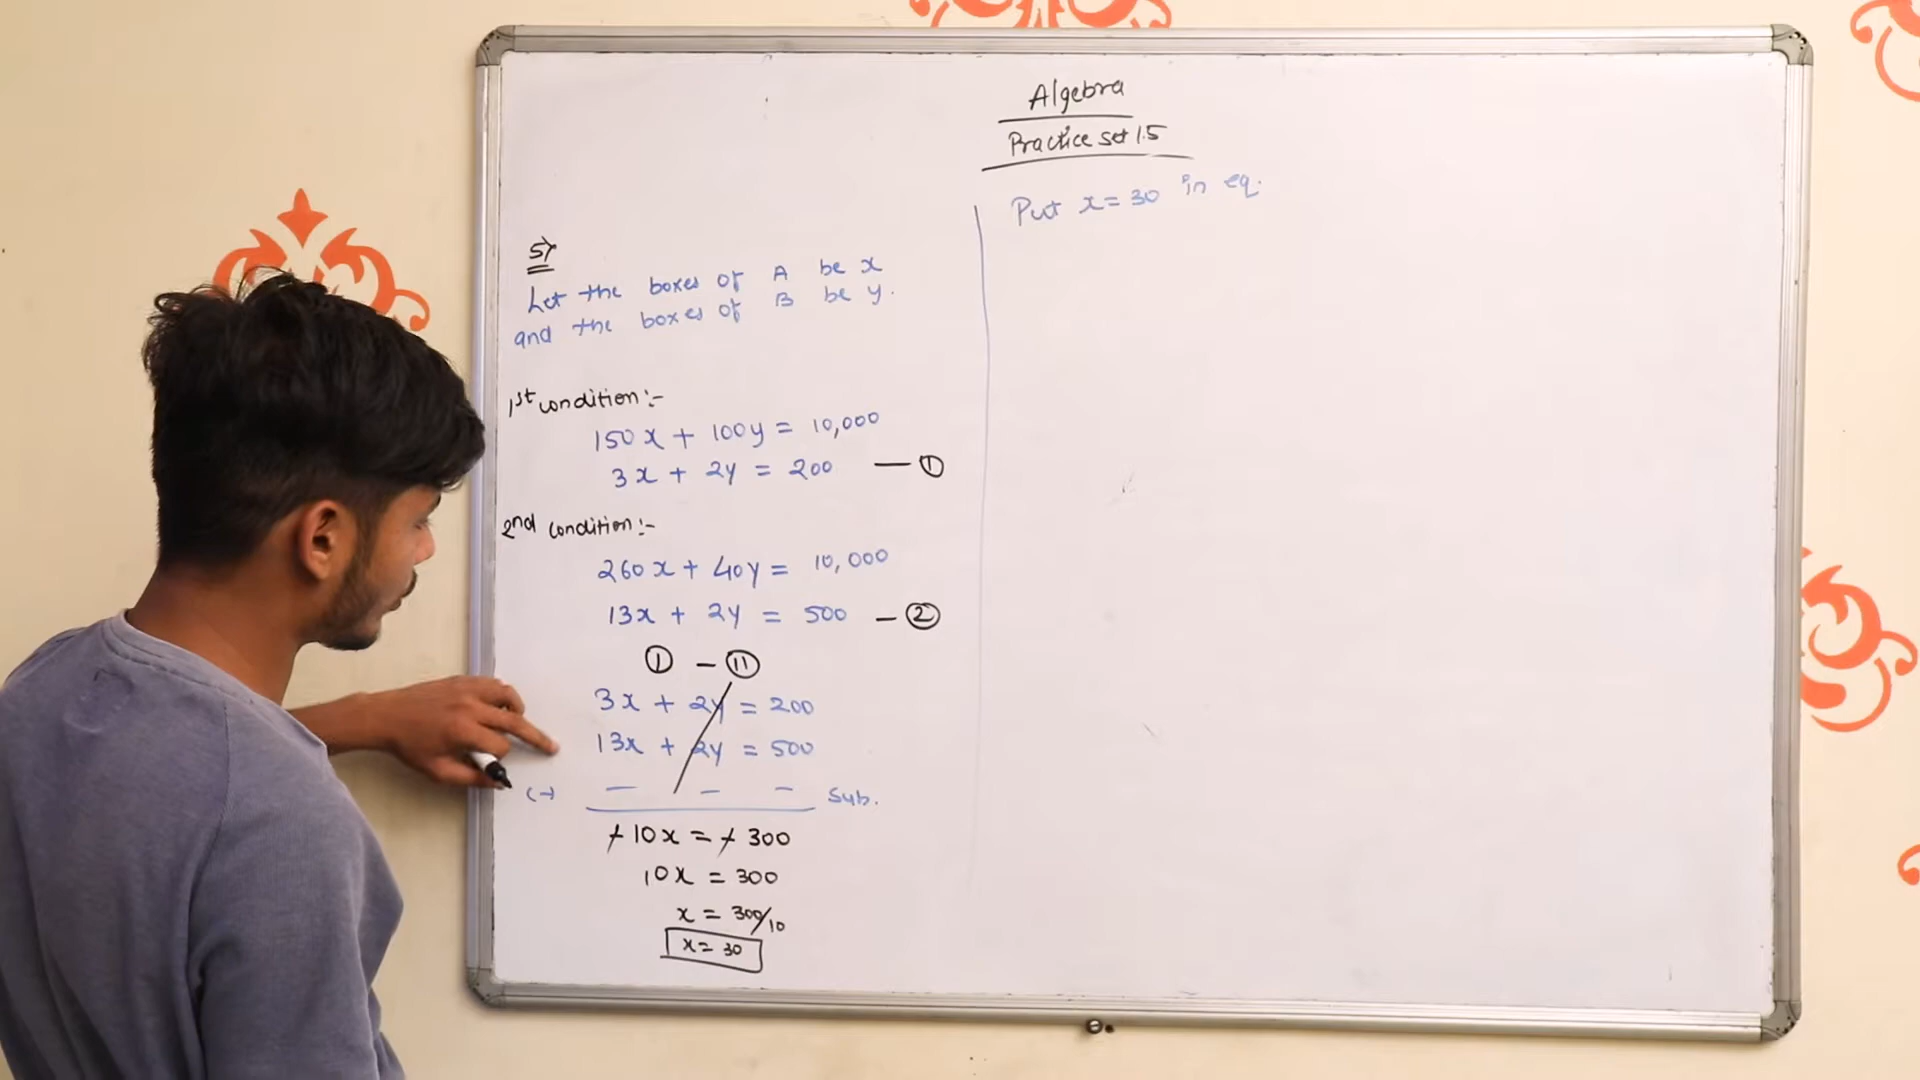 Algebra
Practice set 1.5
5)
Let the boxes of A be x
and the boxes of B be y.
1st condition:-
150x + 100y = 10,000
3x + 2y = 200 — ①
2nd condition:-
260x + 40y = 10,000
13x + 2y = 500 — ②
① - ⑪
3x + 2y = 200
13x + 2y = 500
(-) — - - Sub.
-10x = -300
10x = 300
x = 300/10
x = 30
Put x = 30 in eq.